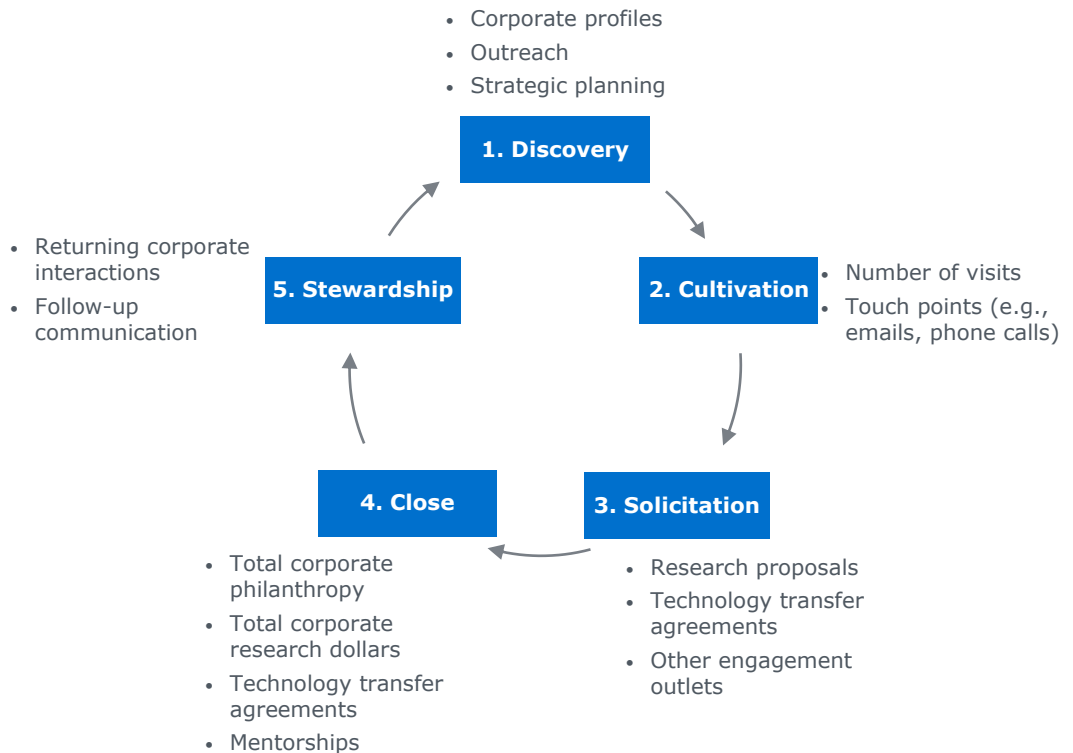 • Corporate profiles
• Outreach
• Strategic planning
1. Discovery
2. Cultivation
• Number of visits
• Touch points (e.g.,
emails, phone calls)
3. Solicitation
• Research proposals
• Technology transfer
agreements
• Other engagement
outlets
4. Close
• Total corporate
philanthropy
• Total corporate
research dollars
• Technology transfer
agreements
• Mentorships
5. Stewardship
• Returning corporate
interactions
• Follow-up
communication